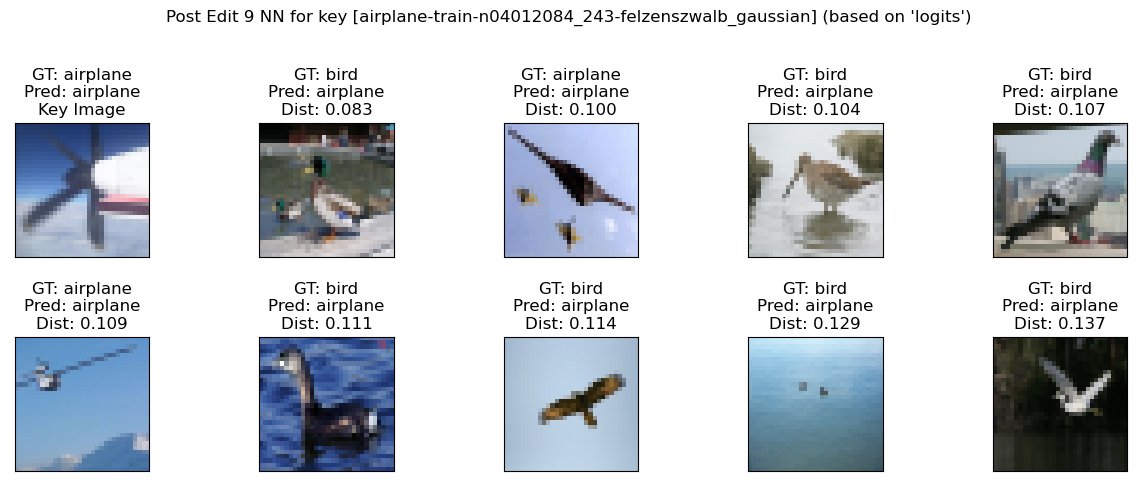 Post Edit 9 NN for key [airplane-train-n04012084_243-felzenszwalb_gaussian] (based on 'logits')
GT: airplane
Pred: airplane
Key Image
GT: bird
Pred: airplane
Dist: 0.083
GT: airplane
Pred: airplane
Dist: 0.100
GT: bird
Pred: airplane
Dist: 0.104
GT: bird
Pred: airplane
Dist: 0.107
GT: airplane
Pred: airplane
Dist: 0.109
GT: bird
Pred: airplane
Dist: 0.111
GT: bird
Pred: airplane
Dist: 0.114
GT: bird
Pred: airplane
Dist: 0.129
GT: bird
Pred: airplane
Dist: 0.137